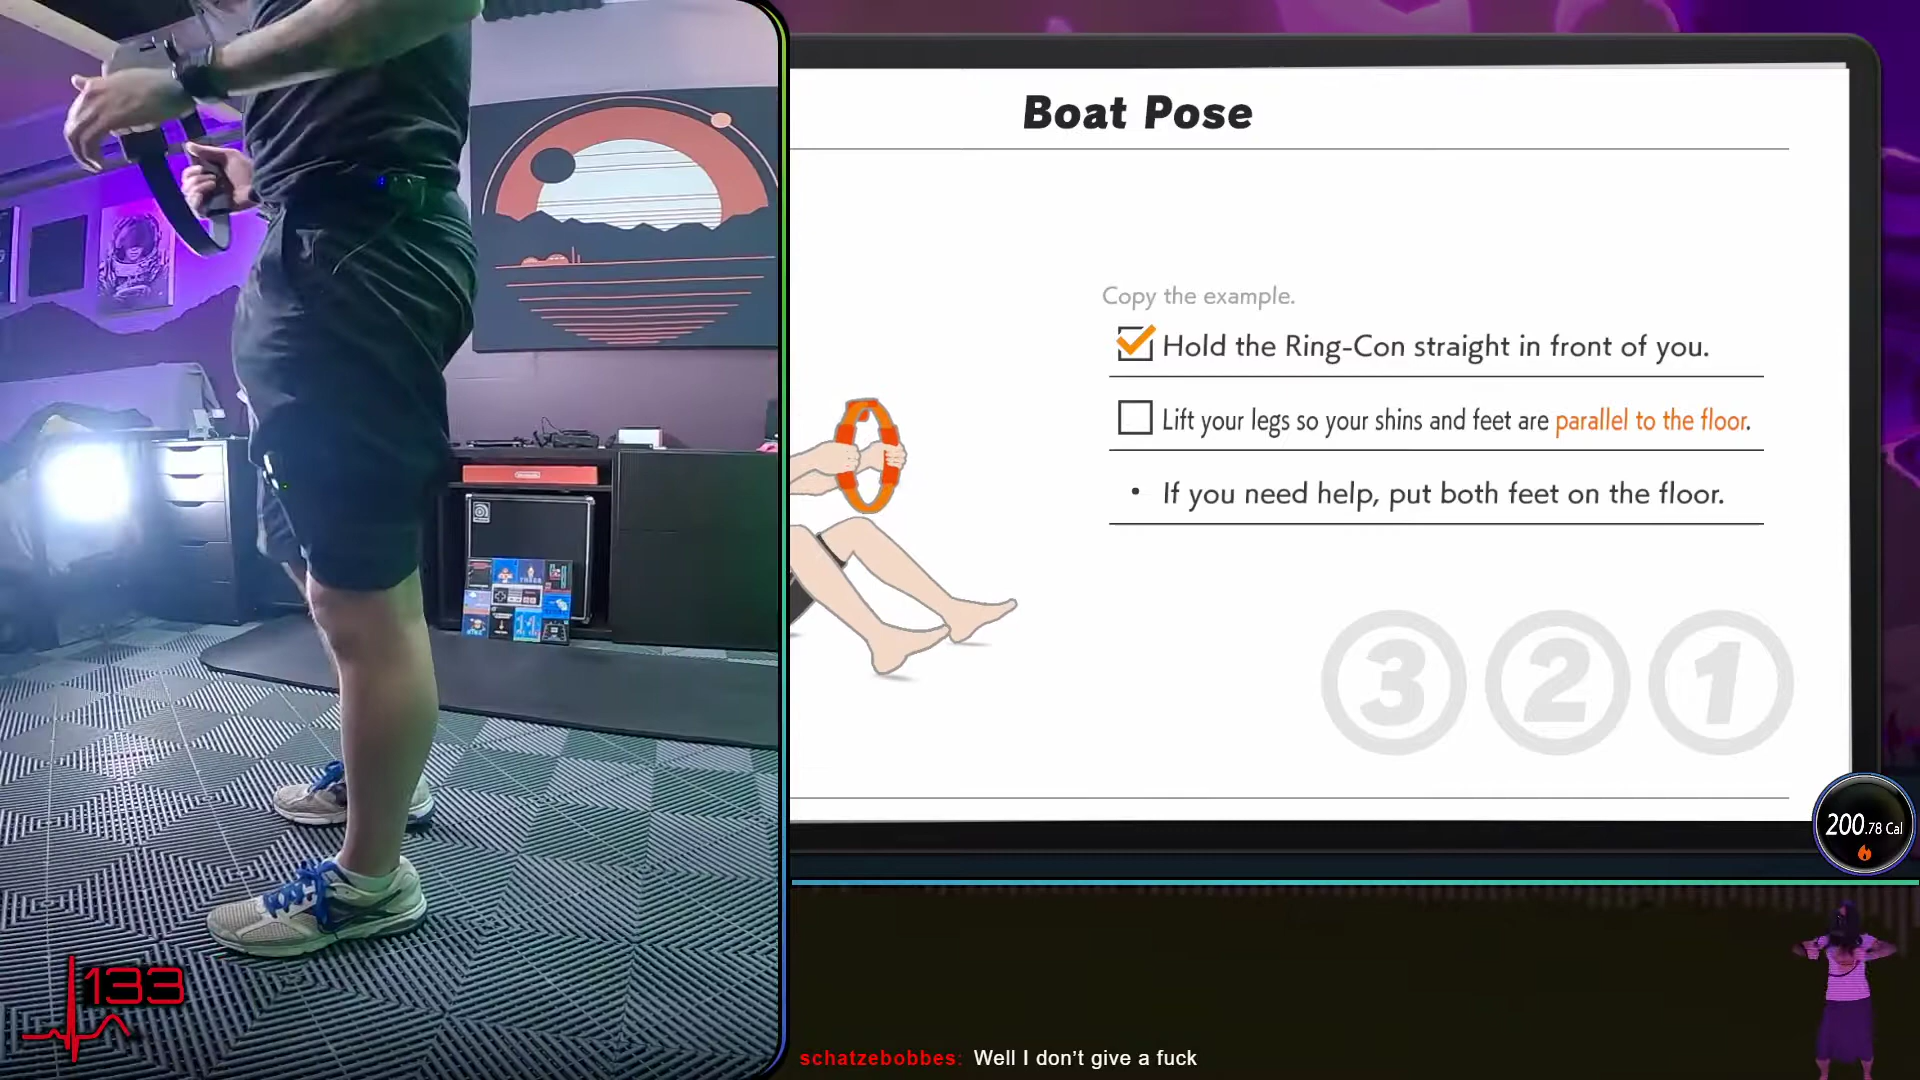 Boat Pose
Copy the example.
Hold the Ring-Con straight in front of you.
Lift your legs so your shins and feet are parallel to the floor.
• If you need help, put both feet on the floor.
3 2 1
200.78 Cal
133
schatzebobbes: Well I don't give a fuck